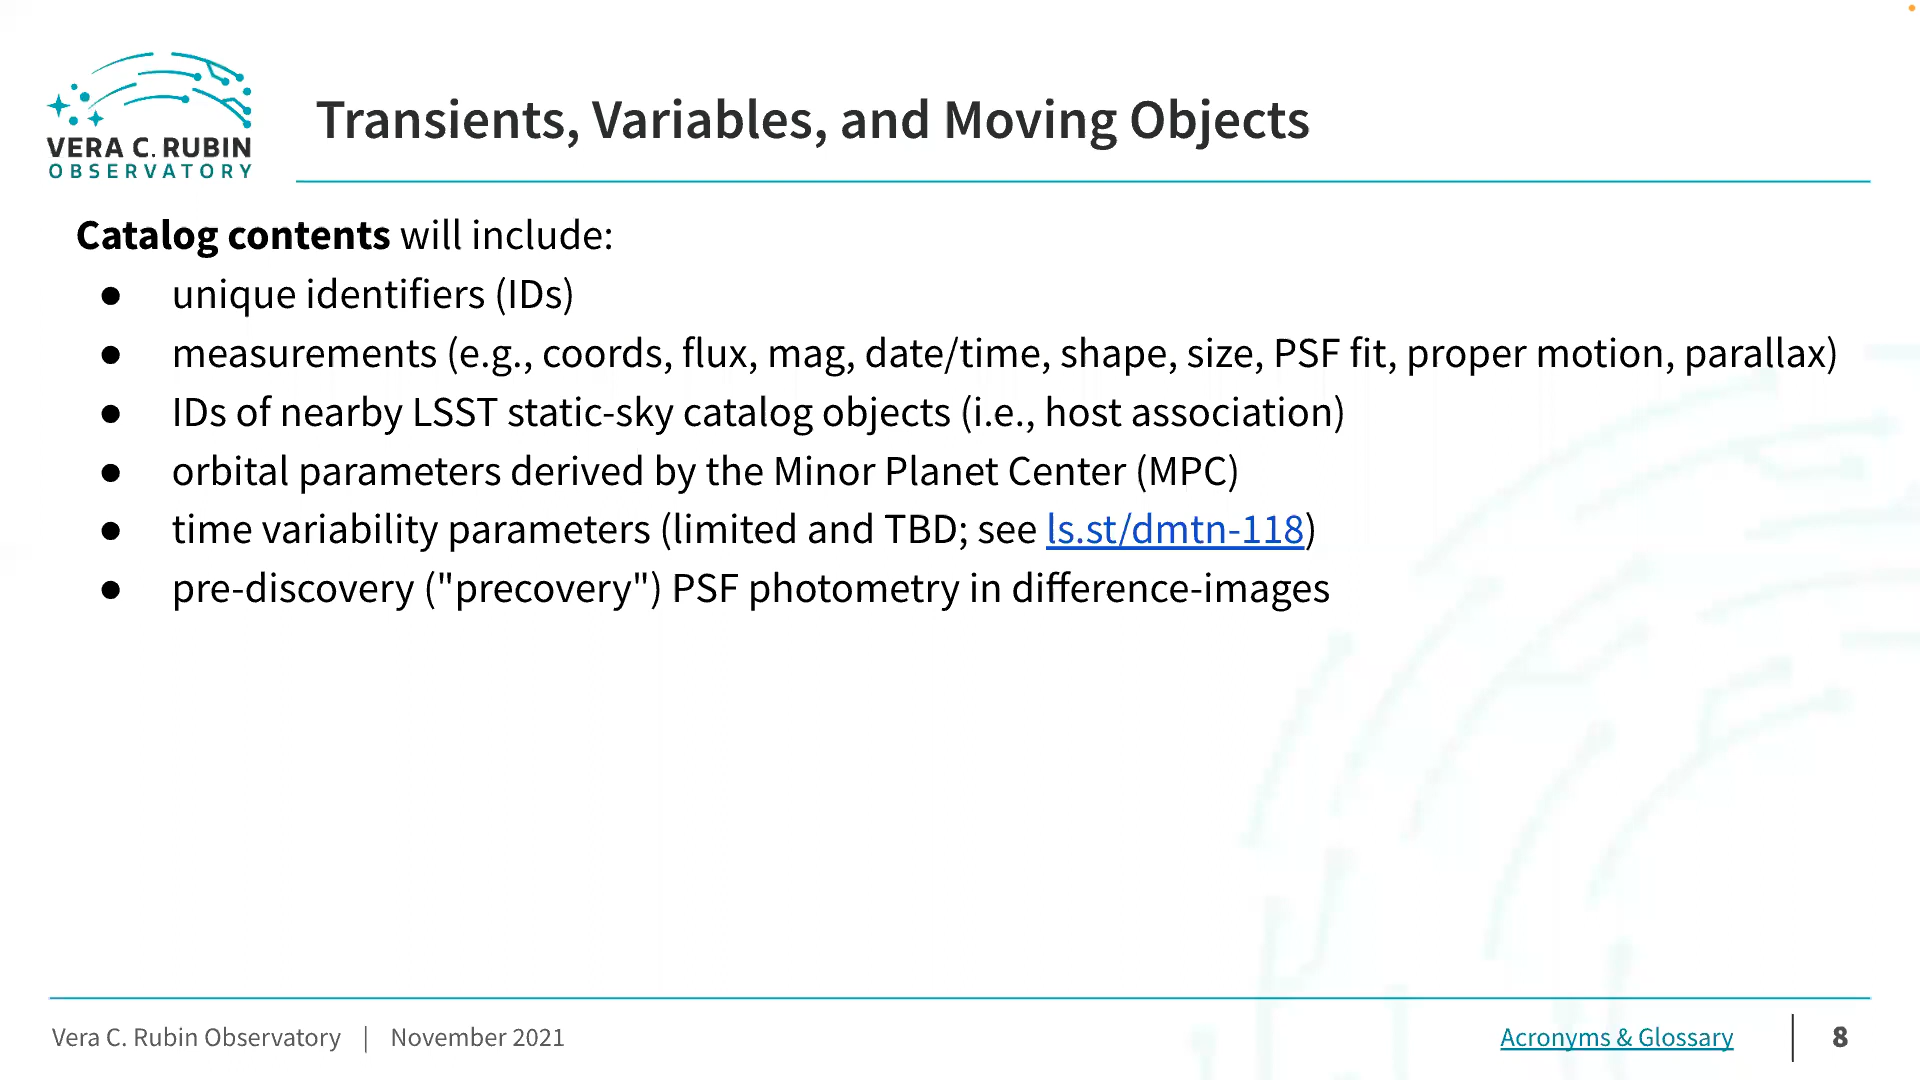 VERA C. RUBIN
OBSERVATORY
Transients, Variables, and Moving Objects
Catalog contents will include:
● unique identifiers (IDs)
● measurements (e.g., coords, flux, mag, date/time, shape, size, PSF fit, proper motion, parallax)
● IDs of nearby LSST static-sky catalog objects (i.e., host association)
● orbital parameters derived by the Minor Planet Center (MPC)
● time variability parameters (limited and TBD; see ls.st/dmtn-118)
● pre-discovery ("precovery") PSF photometry in difference-images
Vera C. Rubin Observatory | November 2021
Acronyms & Glossary | 8